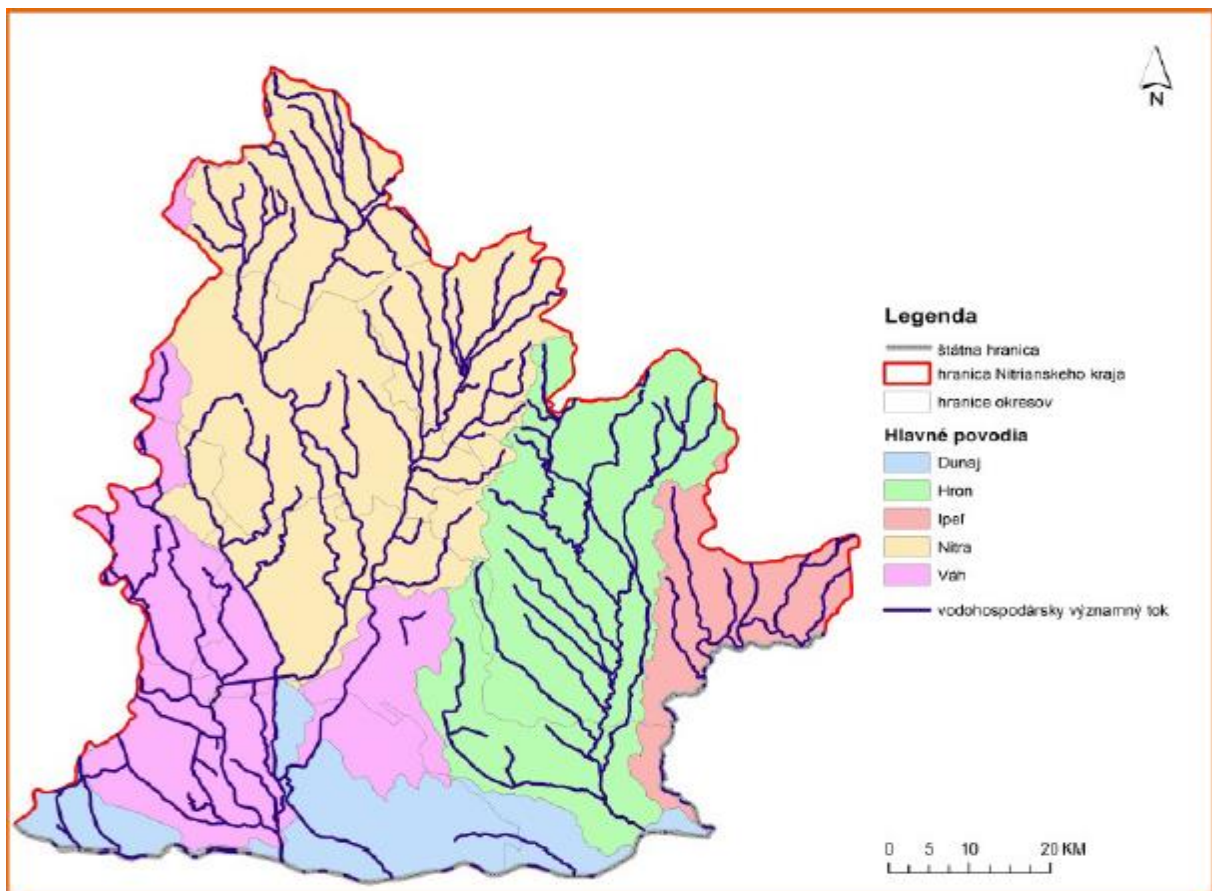 N
Legenda
štátna hranica
hranica Nitrianskeho kraja
hranice okresov
Hlavné povodia
Dunaj
Hron
Ipeľ
Nitra
Váh
vodohospodársky významný tok
0 5 10 20 KM